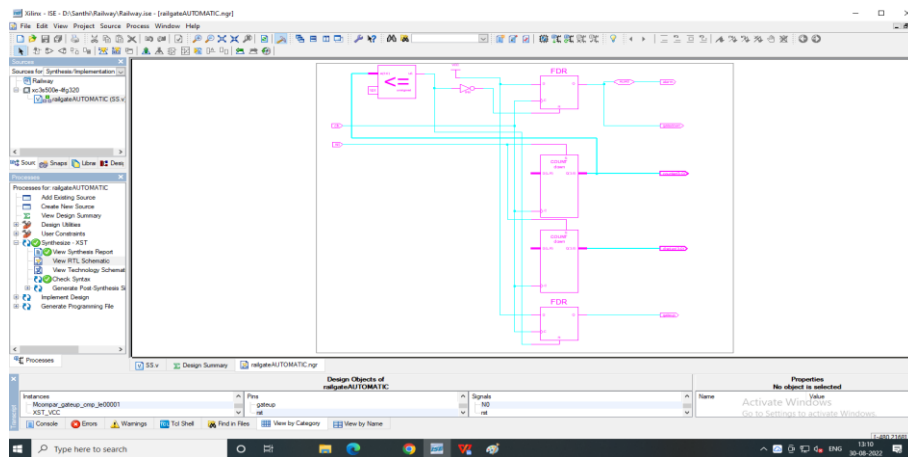 Xilinx - ISE - D:\Santhi\Railway\Railway.ise - [railgateAUTOMATIC.ngr]
File Edit View Project Source Process Window Help
Sources
Sources for: Synthesis/Implementation
Railway
xc3s500e-4fg320
railgateAUTOMATIC (SS.v
Sourc Snaps Librar Desig
Processes
Processes for: railgateAUTOMATIC
Add Existing Source
Create New Source
View Design Summary
Design Utilities
User Constraints
Synthesize - XST
View Synthesis Report
View RTL Schematic
View Technology Schemat
Check Syntax
Generate Post-Synthesis Si
Implement Design
Generate Programming File
Processes
FDR
<=
FDR
SS.v Design Summary railgateAUTOMATIC.ngr
Design Objects of
railgateAUTOMATIC
Properties
No object is selected
Instances Pins Signals Name Value
Mcompar_gateup_cmp_le00001 gateup N0
XST_VCC rst rst
Activate Windows
Go to Settings to activate Windows.
Console Errors Warnings Tcl Shell Find in Files View by Category View by Name
Type here to search
ENG
13:10
30-08-2022